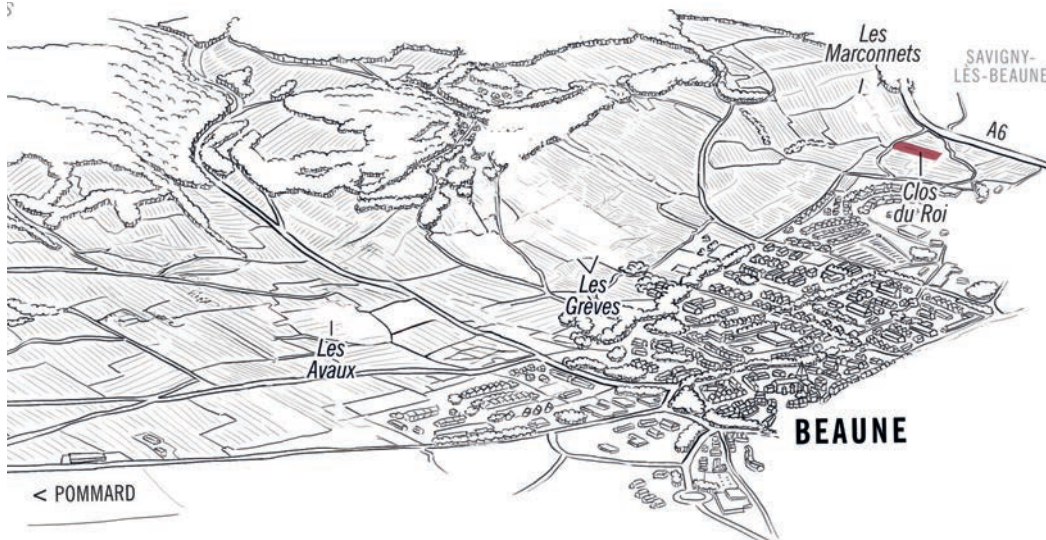 Les
Marconnets
SAVIGNY-
LÈS-BEAUNE
A6
Clos
du Roi
Les
Grèves
Les
Avaux
BEAUNE
< POMMARD